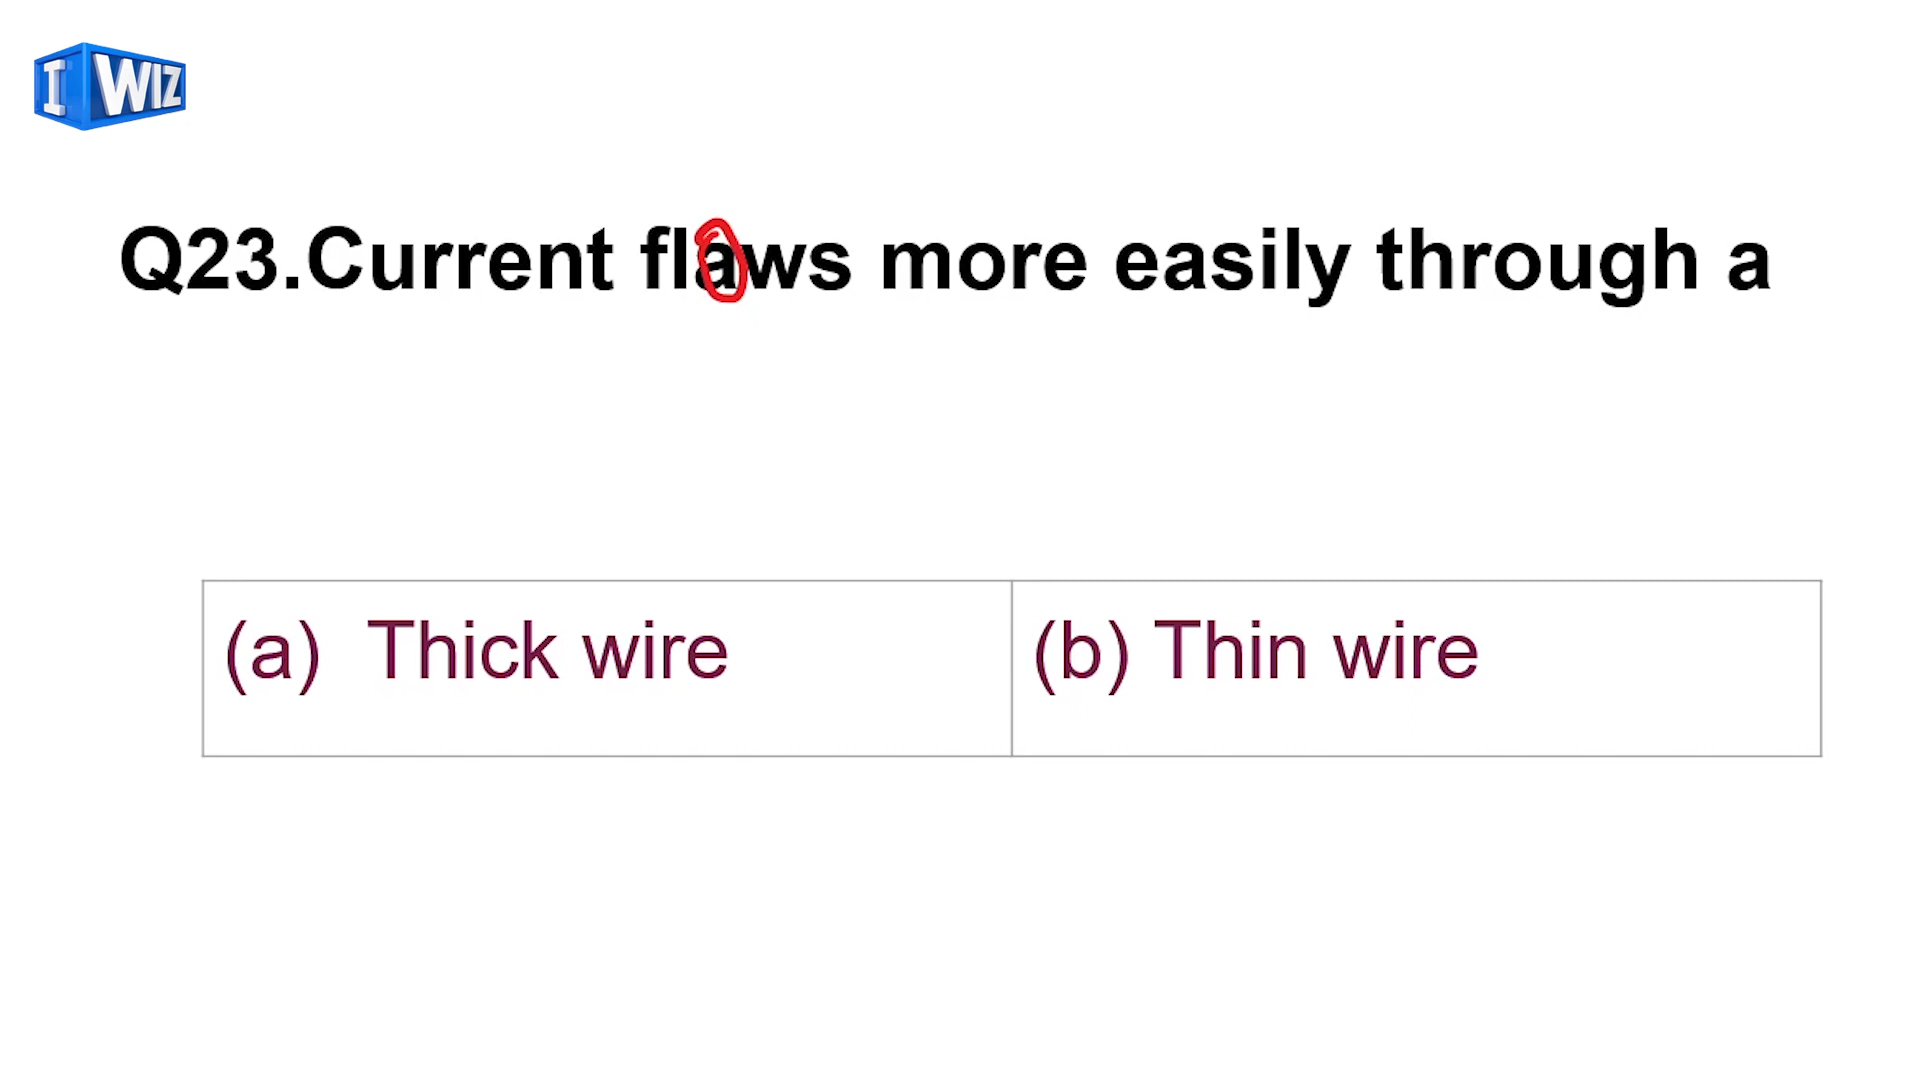 I WIZ
Q23.Current flaws more easily through a
(a) Thick wire
(b) Thin wire